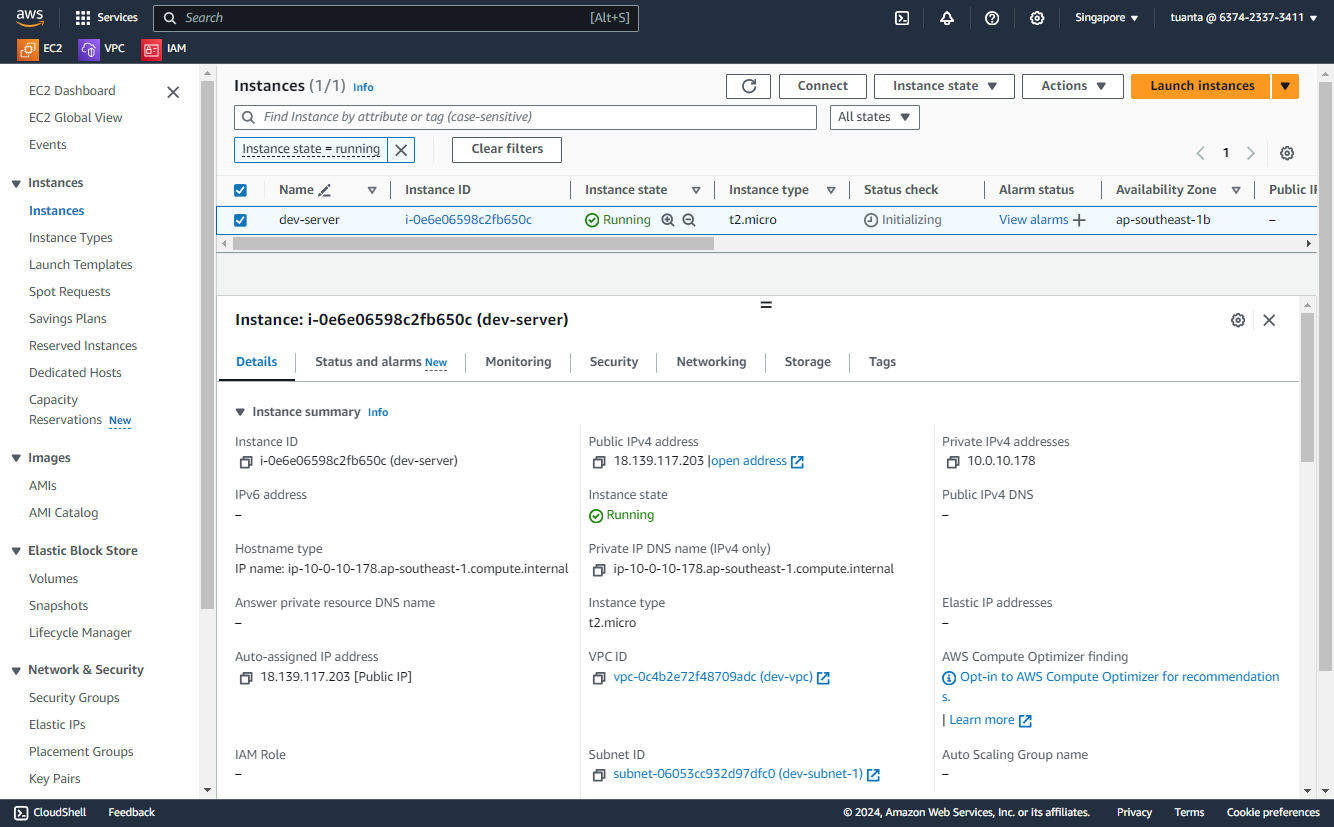 aws
Services
Search
[Alt+S]
Singapore
tuanta @ 6374-2337-3411
EC2
VPC
IAM
EC2 Dashboard
EC2 Global View
Events
Instances
Instances
Instance Types
Launch Templates
Spot Requests
Savings Plans
Reserved Instances
Dedicated Hosts
Capacity
Reservations New
Images
AMIs
AMI Catalog
Elastic Block Store
Volumes
Snapshots
Lifecycle Manager
Network & Security
Security Groups
Elastic IPs
Placement Groups
Key Pairs
Instances (1/1) Info
Connect
Instance state
Actions
Launch instances
Find Instance by attribute or tag (case-sensitive)
All states
Instance state = running
Clear filters
1
Name
Instance ID
Instance state
Instance type
Status check
Alarm status
Availability Zone
Public IP
dev-server
i-0e6e06598c2fb650c
Running
t2.micro
Initializing
View alarms
ap-southeast-1b
–
Instance: i-0e6e06598c2fb650c (dev-server)
Details
Status and alarms New
Monitoring
Security
Networking
Storage
Tags
Instance summary Info
Instance ID
i-0e6e06598c2fb650c (dev-server)
Public IPv4 address
18.139.117.203 |open address
Private IPv4 addresses
10.0.10.178
IPv6 address
–
Instance state
Running
Public IPv4 DNS
–
Hostname type
IP name: ip-10-0-10-178.ap-southeast-1.compute.internal
Private IP DNS name (IPv4 only)
ip-10-0-10-178.ap-southeast-1.compute.internal
Answer private resource DNS name
–
Instance type
t2.micro
Elastic IP addresses
–
Auto-assigned IP address
18.139.117.203 [Public IP]
VPC ID
vpc-0c4b2e72f48709adc (dev-vpc)
AWS Compute Optimizer finding
Opt-in to AWS Compute Optimizer for recommendation
s.
| Learn more
IAM Role
–
Subnet ID
subnet-06053cc932d97dfc0 (dev-subnet-1)
Auto Scaling Group name
–
CloudShell
Feedback
© 2024, Amazon Web Services, Inc. or its affiliates.
Privacy
Terms
Cookie preferences